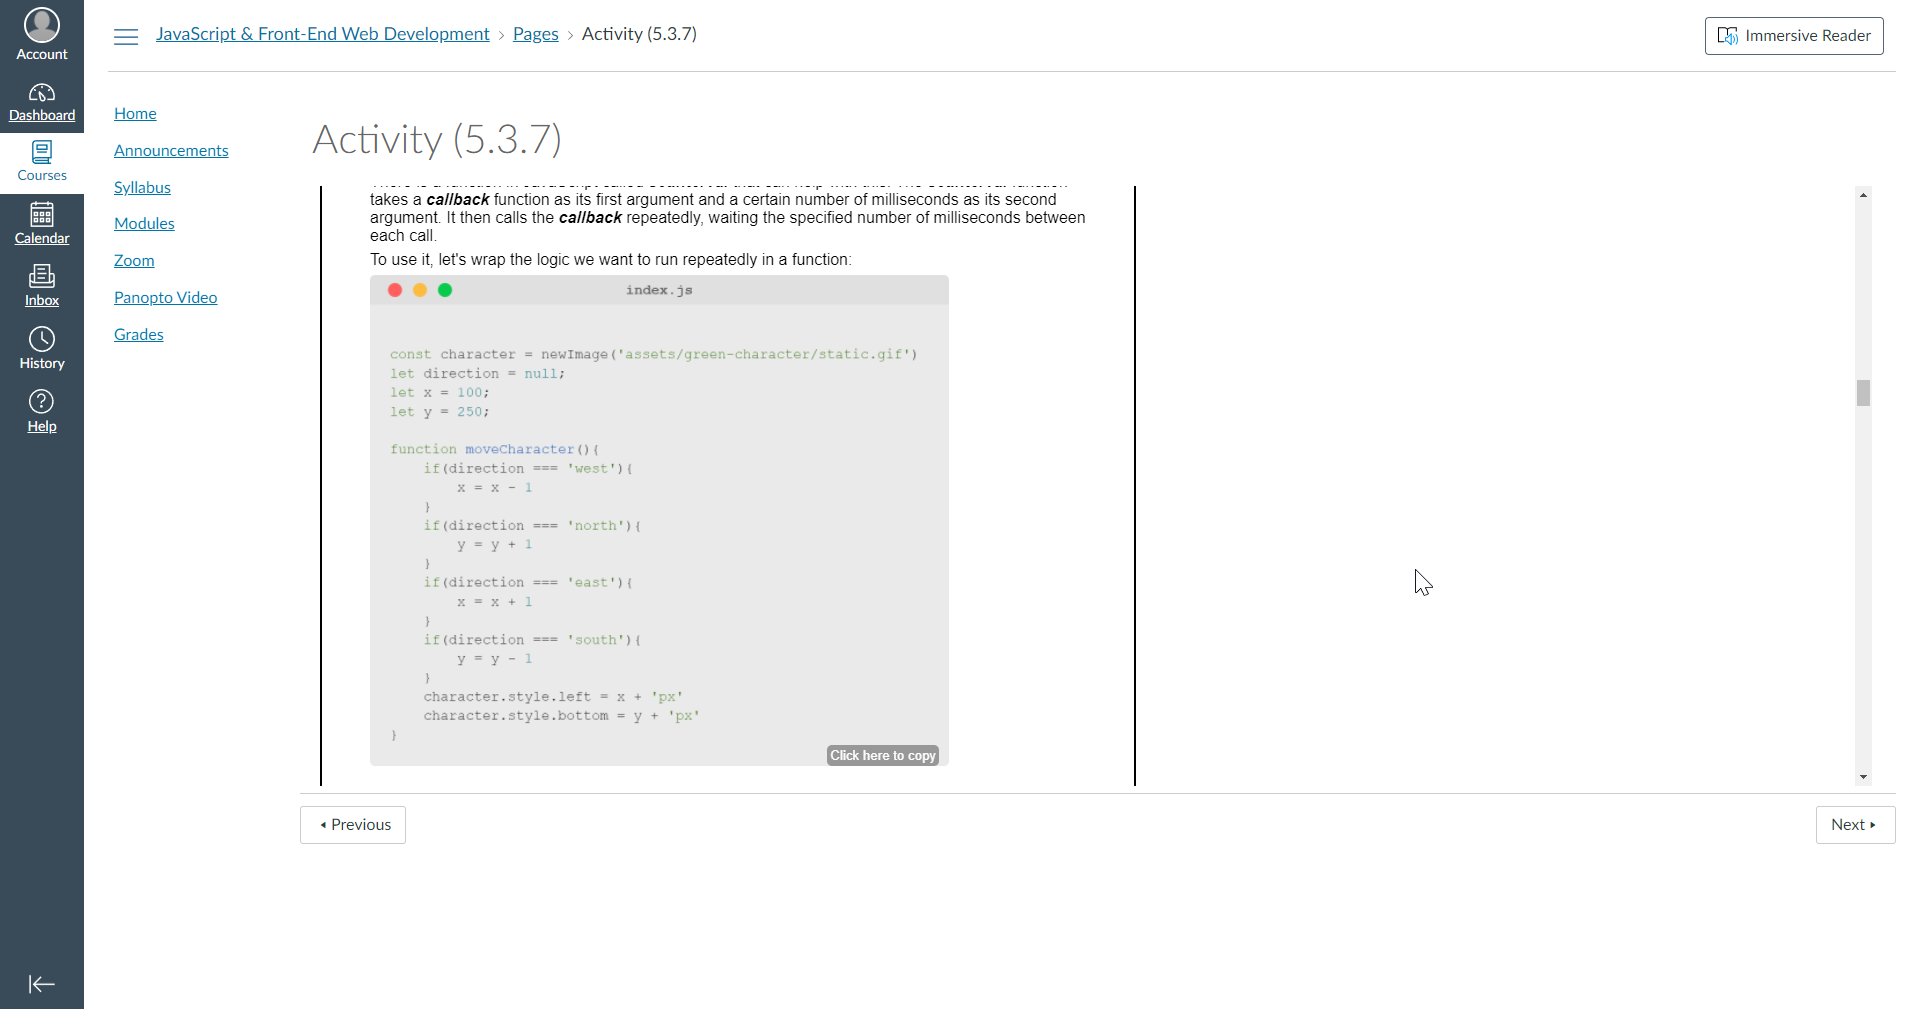 Account
Dashboard
Courses
Calendar
Inbox
History
Help
JavaScript & Front-End Web Development › Pages › Activity (5.3.7)
Immersive Reader
Home
Announcements
Syllabus
Modules
Zoom
Panopto Video
Grades
Activity (5.3.7)
takes a callback function as its first argument and a certain number of milliseconds as its second
argument. It then calls the callback repeatedly, waiting the specified number of milliseconds between
each call.
To use it, let's wrap the logic we want to run repeatedly in a function:
index.js
const character = newImage('assets/green-character/static.gif')
let direction = null;
let x = 100;
let y = 250;
function moveCharacter(){
if(direction === 'west'){
x = x - 1
}
if(direction === 'north'){
y = y + 1
}
if(direction === 'east'){
x = x + 1
}
if(direction === 'south'){
y = y - 1
}
character.style.left = x + 'px'
character.style.bottom = y + 'px'
}
Click here to copy
Previous
Next